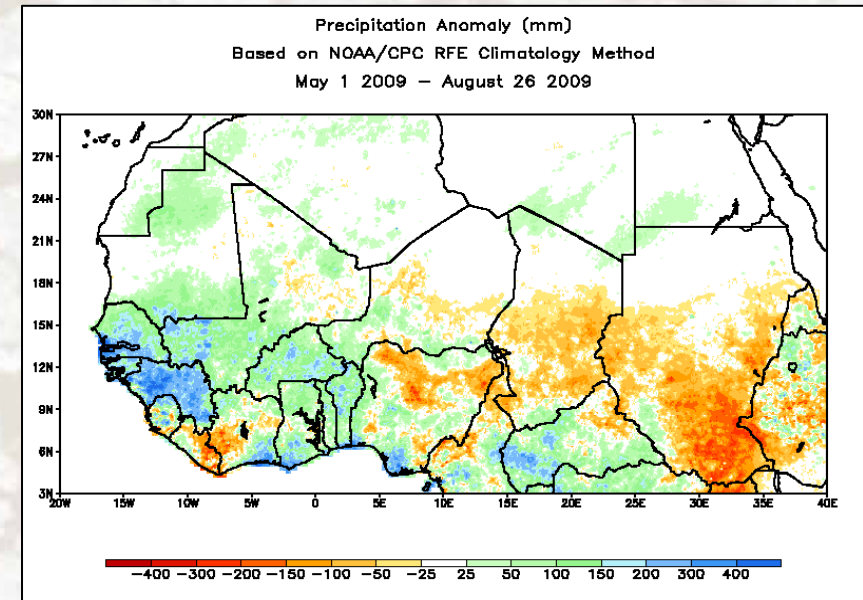 Precipitation Anomaly (mm)
Based on NOAA/CPC RFE Climatology Method
May 1 2009 – August 26 2009
30N
27N
24N
21N
18N
15N
12N
9N
6N
3N
20W 15W 10W 5W 0 5E 10E 15E 20E 25E 30E 35E 40E
-400 -300 -200 -150 -100 -50 -25 25 50 100 150 200 300 400